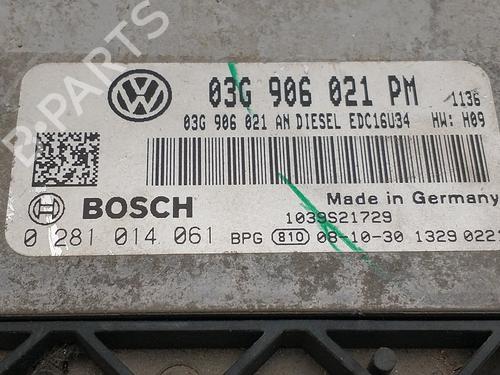 B-PARTS
03G 906 021 PM 1136
03G 906 021 AN DIESEL EDC16U34 HW: H09
Made in Germany
BOSCH 1039S21729
0 281 014 061 BPG 810 08-10-30 1329 0221